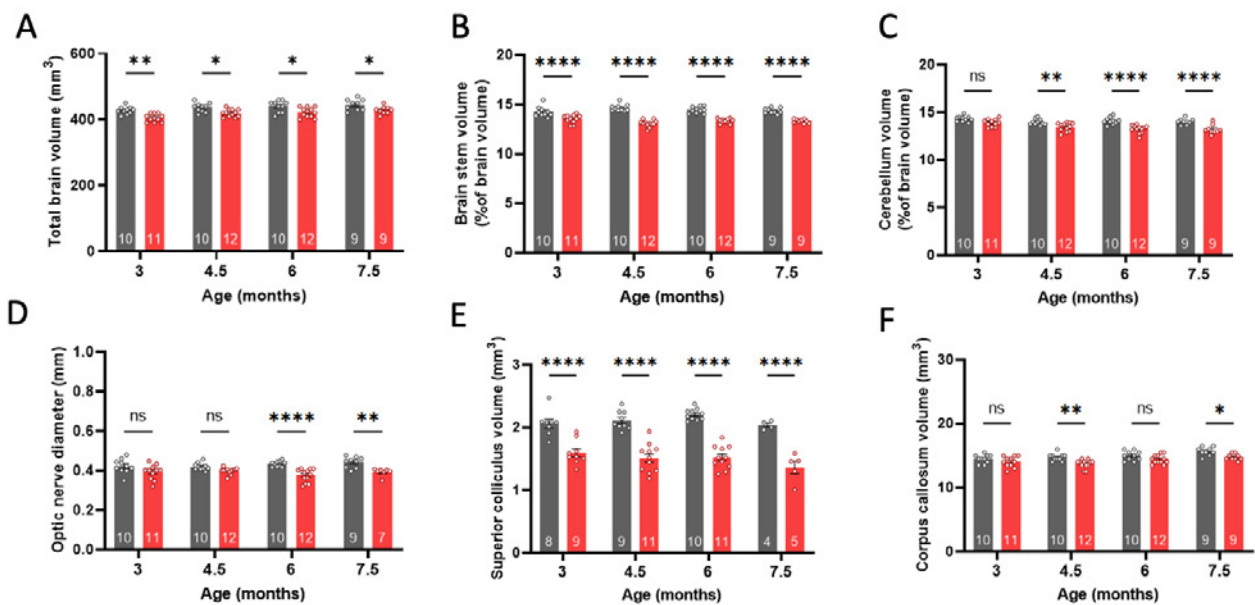 A
Total brain volume (mm³)
600
400
200
0
** * * *
10 11 10 12 10 12 9 9
3 4.5 6 7.5
Age (months)
B
Brain stem volume
(%of brain volume)
20
15
10
5
0
**** **** **** ****
10 11 10 12 10 12 9 9
3 4.5 6 7.5
Age (months)
C
Cerebellum volume
(%of brain volume)
20
15
10
5
0
ns ** **** ****
10 11 10 12 10 12 9 9
3 4.5 6 7.5
Age (months)
D
Optic nerve diameter (mm)
1.0
0.8
0.6
0.4
0.2
0.0
ns ns **** **
10 11 10 12 10 12 9 7
3 4.5 6 7.5
Age (months)
E
Superior colliculus volume (mm³)
3
2
1
0
**** **** **** ****
8 9 9 11 10 11 4 5
3 4.5 6 7.5
Age (months)
F
Corpus callosum volume (mm³)
30
20
10
0
ns ** ns *
10 11 10 12 10 12 9 9
3 4.5 6 7.5
Age (months)